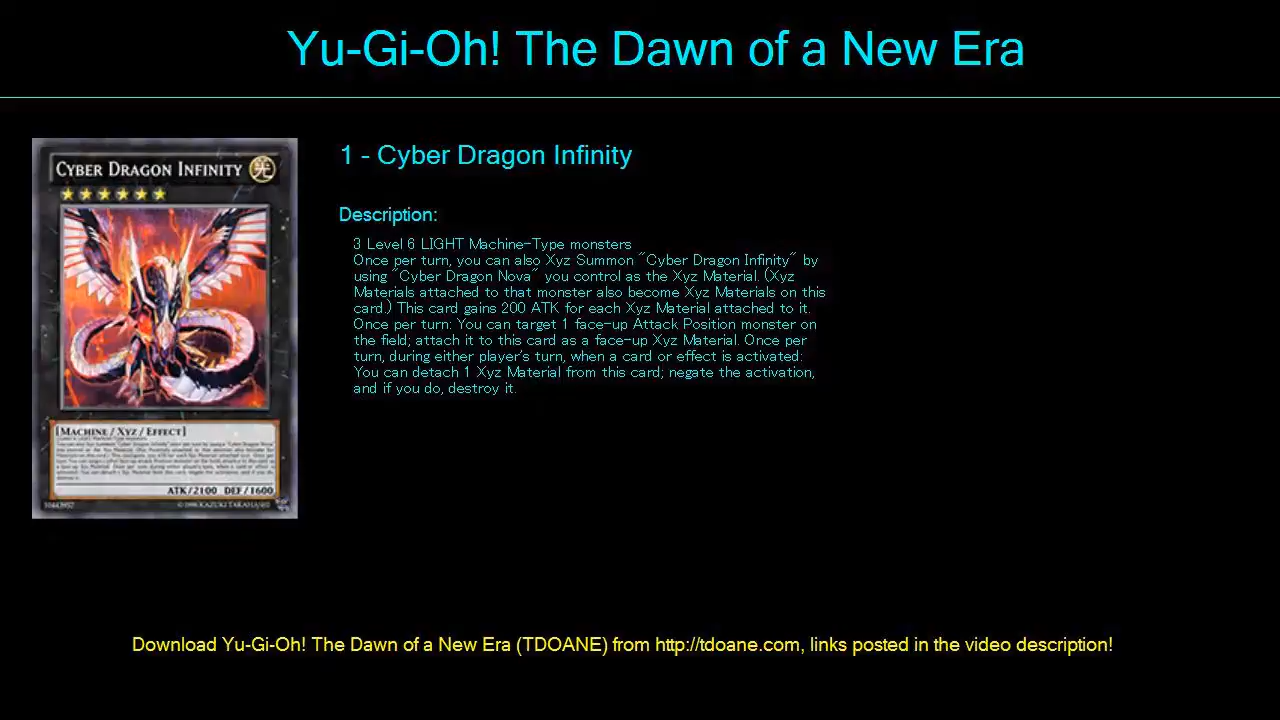 Yu-Gi-Oh! The Dawn of a New Era
CYBER DRAGON INFINITY
光
1 - Cyber Dragon Infinity
Description:
3 Level 6 LIGHT Machine-Type monsters
Once per turn, you can also Xyz Summon "Cyber Dragon Infinity" by
using "Cyber Dragon Nova" you control as the Xyz Material. (Xyz
Materials attached to that monster also become Xyz Materials on this
card.) This card gains 200 ATK for each Xyz Material attached to it.
Once per turn: You can target 1 face-up Attack Position monster on
the field; attach it to this card as a face-up Xyz Material. Once per
turn, during either player's turn, when a card or effect is activated:
You can detach 1 Xyz Material from this card; negate the activation,
and if you do, destroy it.
[MACHINE / XYZ / EFFECT]
ATK/2100 DEF/1600
©1996 KAZUKI TAKAHASHI
Download Yu-Gi-Oh! The Dawn of a New Era (TDOANE) from http://tdoane.com, links posted in the video description!